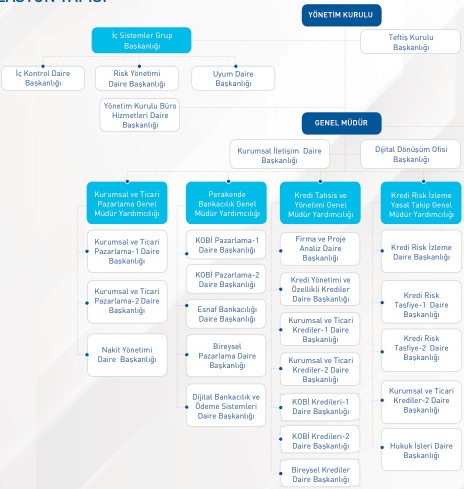 YÖNETİM KURULU
İç Sistemler Grup
Başkanlığı
Teftiş Kurulu
Başkanlığı
İç Kontrol Daire
Başkanlığı
Risk Yönetimi
Daire Başkanlığı
Uyum Daire
Başkanlığı
Yönetim Kurulu Büro
Hizmetleri Daire
Başkanlığı
GENEL MÜDÜR
Kurumsal İletişim Daire
Başkanlığı
Dijital Dönüşüm Ofisi
Başkanlığı
Kurumsal ve Ticari
Pazarlama Genel
Müdür Yardımcılığı
Kurumsal ve Ticari
Pazarlama-1 Daire
Başkanlığı
Kurumsal ve Ticari
Pazarlama-2 Daire
Başkanlığı
Nakit Yönetimi
Daire Başkanlığı
Perakende
Bankacılık Genel
Müdür Yardımcılığı
KOBİ Pazarlama-1
Daire Başkanlığı
KOBİ Pazarlama-2
Daire Başkanlığı
Esnaf Bankacılığı
Daire Başkanlığı
Bireysel
Pazarlama Daire
Başkanlığı
Dijital Bankacılık ve
Ödeme Sistemleri
Daire Başkanlığı
Kredi Tahsis ve
Yönetimi Genel
Müdür Yardımcılığı
Firma ve Proje
Analiz Daire
Başkanlığı
Kredi Yönetimi ve
Özellikli Krediler
Daire Başkanlığı
Kurumsal ve Ticari
Krediler-1 Daire
Başkanlığı
Kurumsal ve Ticari
Krediler-2 Daire
Başkanlığı
KOBİ Kredileri-1
Daire Başkanlığı
KOBİ Kredileri-2
Daire Başkanlığı
Bireysel Krediler
Daire Başkanlığı
Kredi Risk İzleme
Yasal Takip Genel
Müdür Yardımcılığı
Kredi Risk İzleme
Daire Başkanlığı
Kredi Risk
Tasfiye-1 Daire
Başkanlığı
Kredi Risk
Tasfiye-2 Daire
Başkanlığı
Kurumsal ve Ticari
Krediler-2 Daire
Başkanlığı
Hukuk İşleri Daire
Başkanlığı